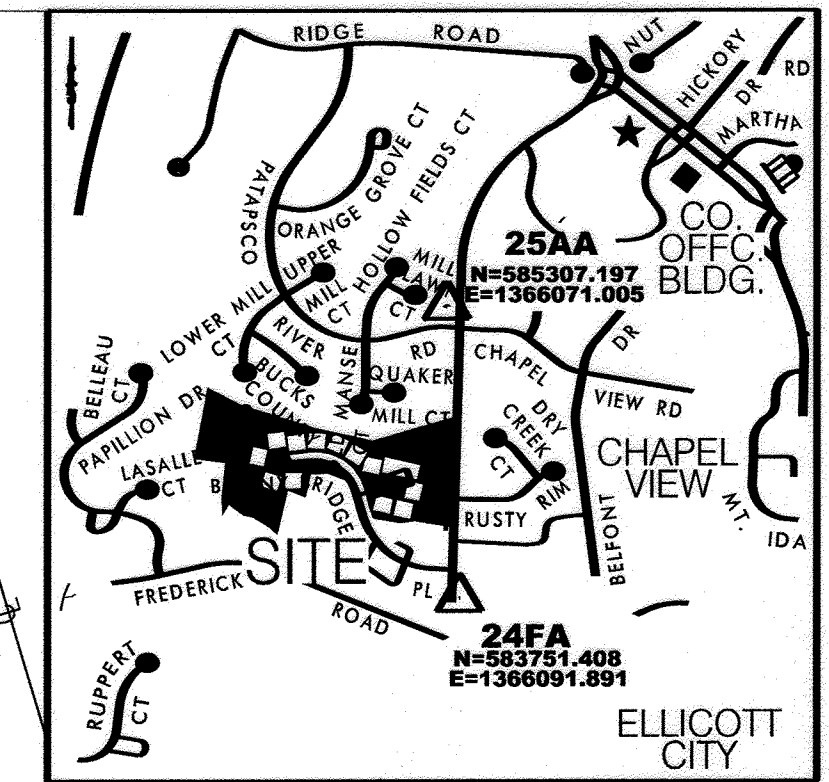 RIDGE ROAD
NUT
HICKORY
DR
RD
MARTHA
PATAPSCO
ORANGE GROVE CT
HOLLOW FIELDS CT
CO.
OFFC.
BLDG.
25AA
N=585307.197
E=1366071.005
UPPER
MILL
CT
MILL
CT
LOWER MILL
CT
RIVER
BUCKS
MANSE
RD
CHAPEL
VIEW RD
DR
QUAKER
MILL CT
BELLEAU
CT
PAPILLION DR
LASALLE
CT
RIDGE
PL
DRY
CREEK
CT
RUSTY RIM
BELFONT
CHAPEL
VIEW
MT.
IDA
SITE
FREDERICK
ROAD
24FA
N=583751.408
E=1366091.891
RUPPERT
CT
ELLICOTT
CITY